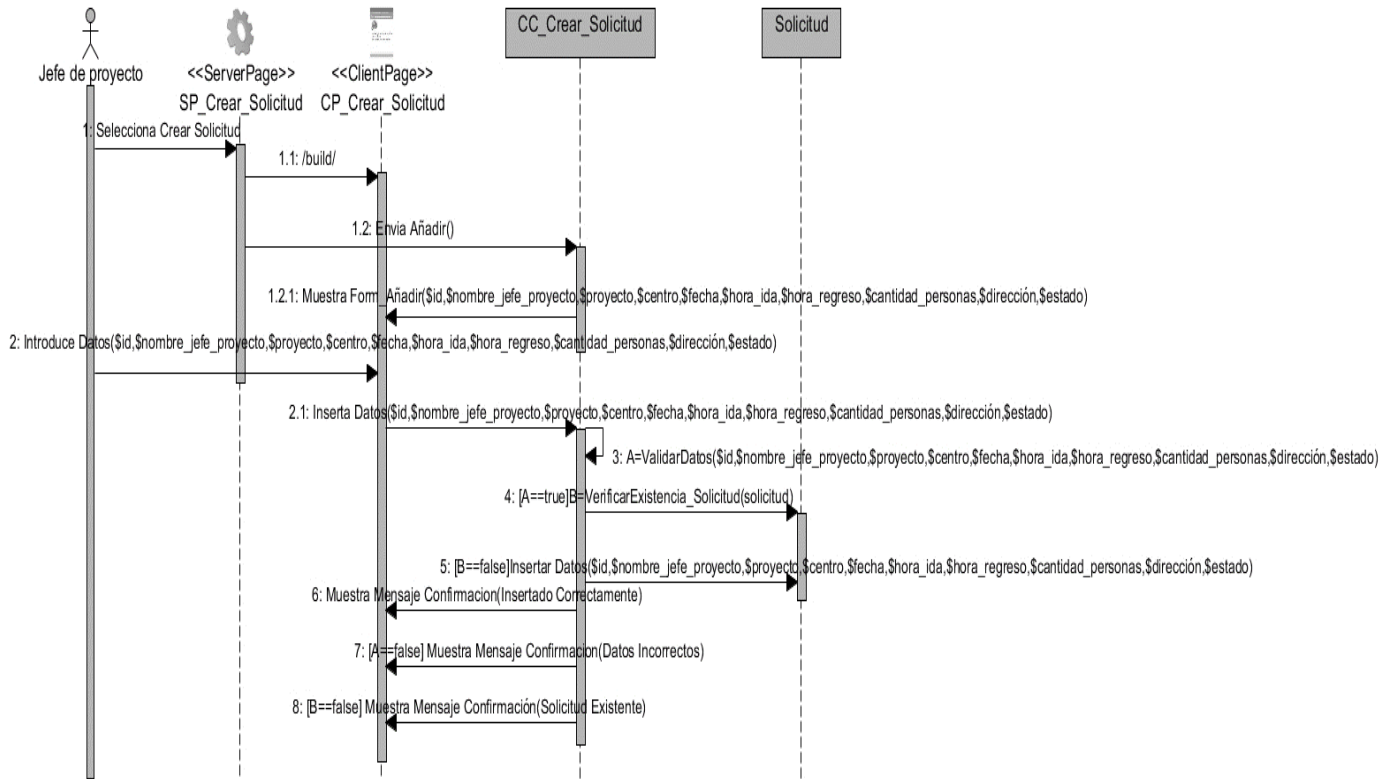 CC_Crear_Solicitud
Solicitud
Jefe de proyecto
<<ServerPage>>
<<ClientPage>>
SP_Crear_Solicitud
CP_Crear_Solicitud
1: Selecciona Crear Solicitud
1.1: /build/
1.2: Envia Añadir()
1.2.1: Muestra Form_Añadir($id,$nombre_jefe_proyecto,$proyecto,$centro,$fecha,$hora_ida,$hora_regreso,$cantidad_personas,$dirección,$estado)
2: Introduce Datos($id,$nombre_jefe_proyecto,$proyecto,$centro,$fecha,$hora_ida,$hora_regreso,$cantidad_personas,$dirección,$estado)
2.1: Inserta Datos($id,$nombre_jefe_proyecto,$proyecto,$centro,$fecha,$hora_ida,$hora_regreso,$cantidad_personas,$dirección,$estado)
3: A=ValidarDatos($id,$nombre_jefe_proyecto,$proyecto,$centro,$fecha,$hora_ida,$hora_regreso,$cantidad_personas,$dirección,$estado)
4: [A==true]B=VerificarExistencia_Solicitud(solicitud)
5: [B==false]Insertar Datos($id,$nombre_jefe_proyecto,$proyecto,$centro,$fecha,$hora_ida,$hora_regreso,$cantidad_personas,$dirección,$estado)
6: Muestra Mensaje Confirmacion(Insertado Correctamente)
7: [A==false] Muestra Mensaje Confirmacion(Datos Incorrectos)
8: [B==false] Muestra Mensaje Confirmación(Solicitud Existente)